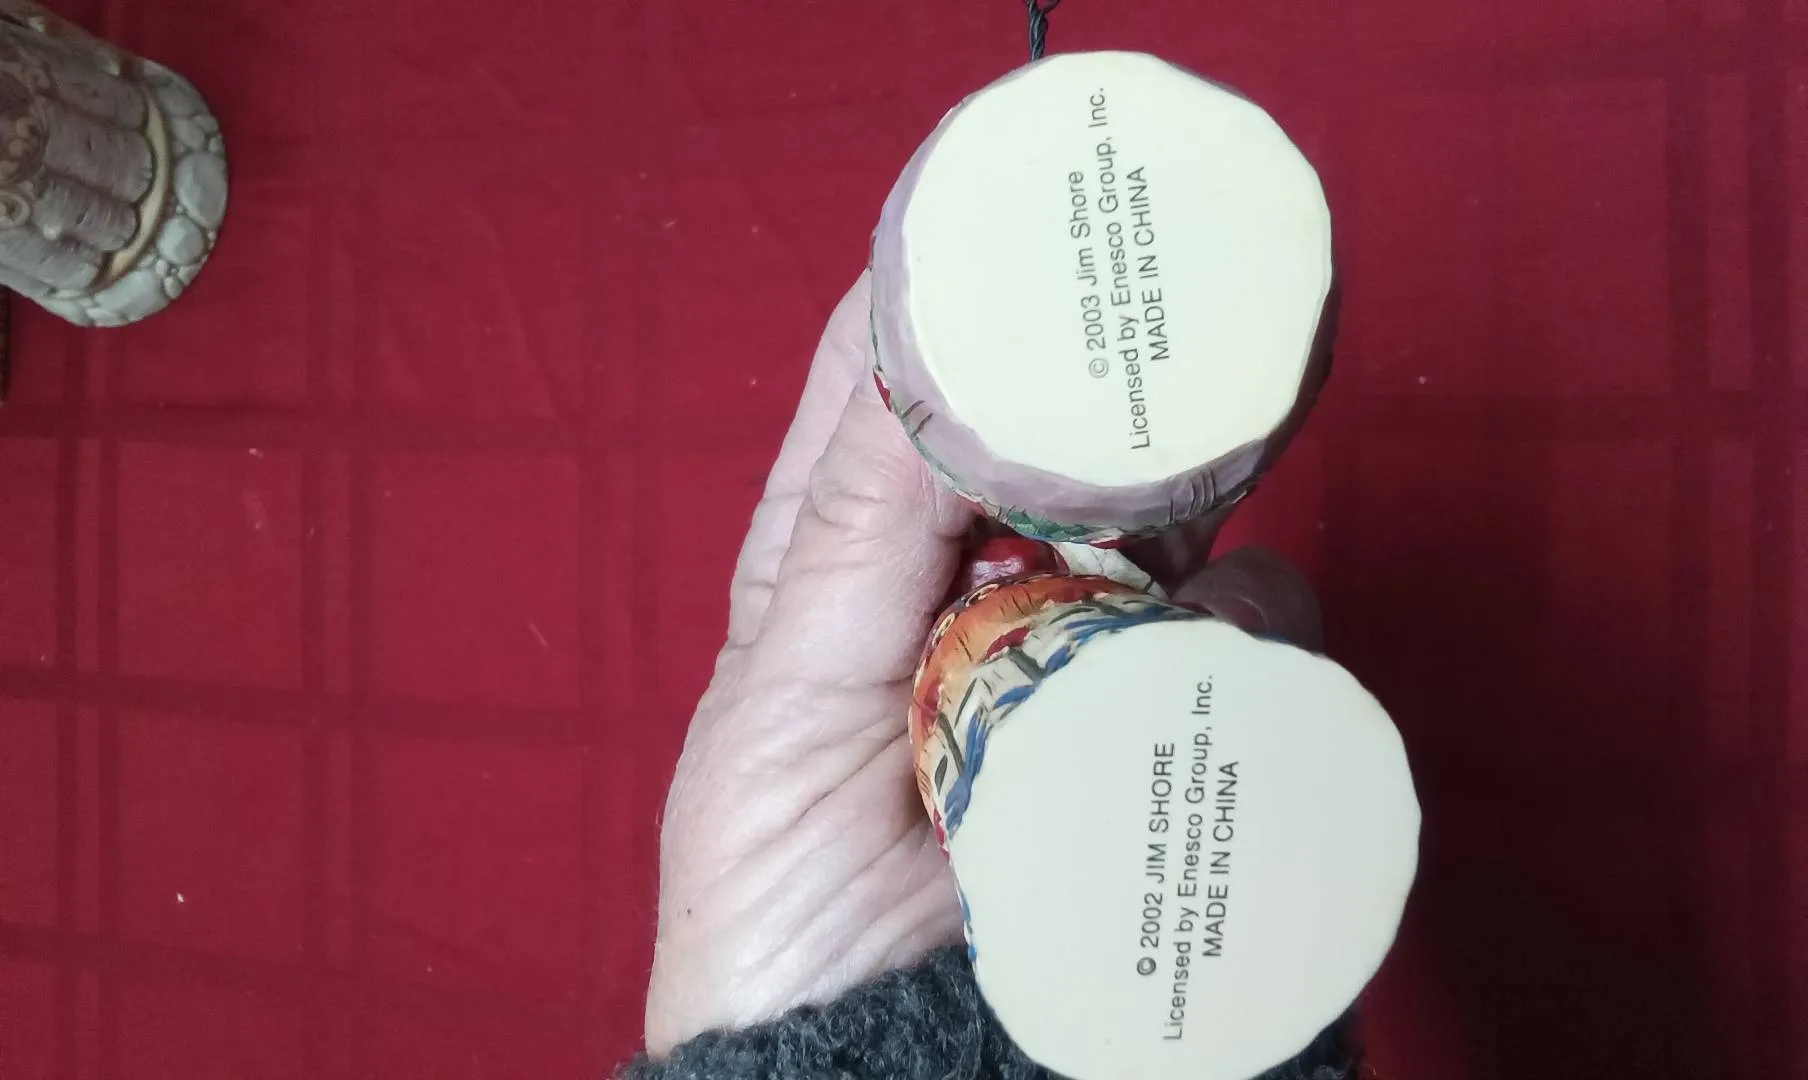 © 2003 Jim Shore
Licensed by Enesco Group, Inc.
MADE IN CHINA
© 2002 JIM SHORE
Licensed by Enesco Group, Inc.
MADE IN CHINA